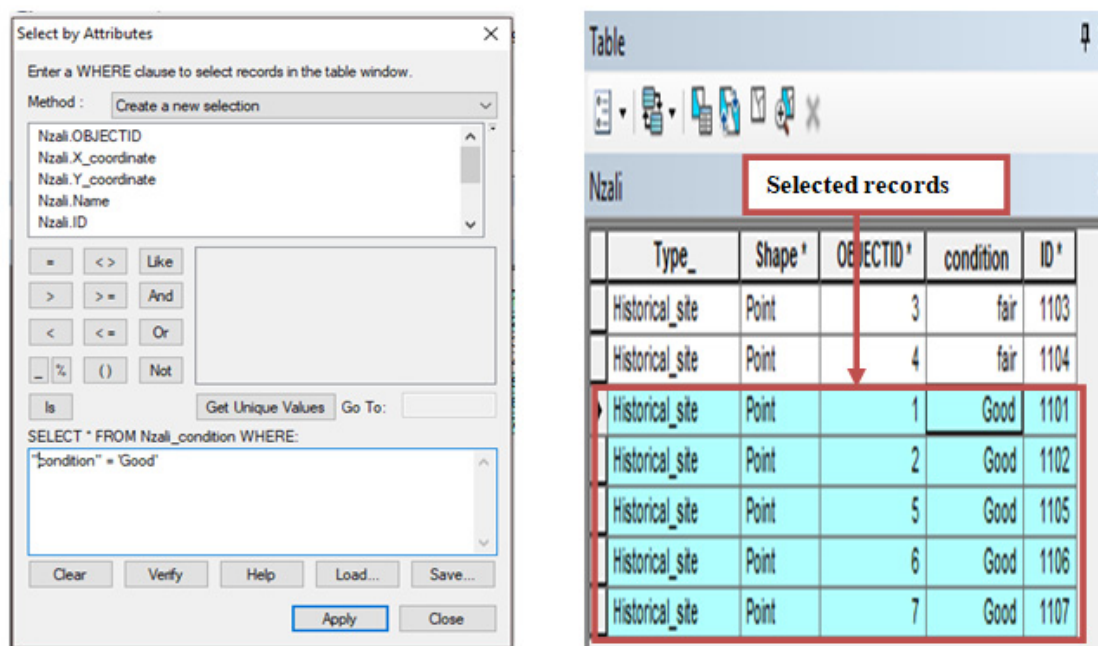 Select by Attributes
Enter a WHERE clause to select records in the table window.
Method : Create a new selection
Nzali.OBJECTID
Nzali.X_coordinate
Nzali.Y_coordinate
Nzali.Name
Nzali.ID
= < > Like
> > = And
< < = Or
_ % ( ) Not
Is Get Unique Values Go To:
SELECT * FROM Nzali_condition WHERE:
"condition" = 'Good'
Clear Verify Help Load... Save...
Apply Close
Table
Nzali
Selected records
Type_ Shape * OBJECTID * condition ID *
Historical_site Point 3 fair 1103
Historical_site Point 4 fair 1104
Historical_site Point 1 Good 1101
Historical_site Point 2 Good 1102
Historical_site Point 5 Good 1105
Historical_site Point 6 Good 1106
Historical_site Point 7 Good 1107